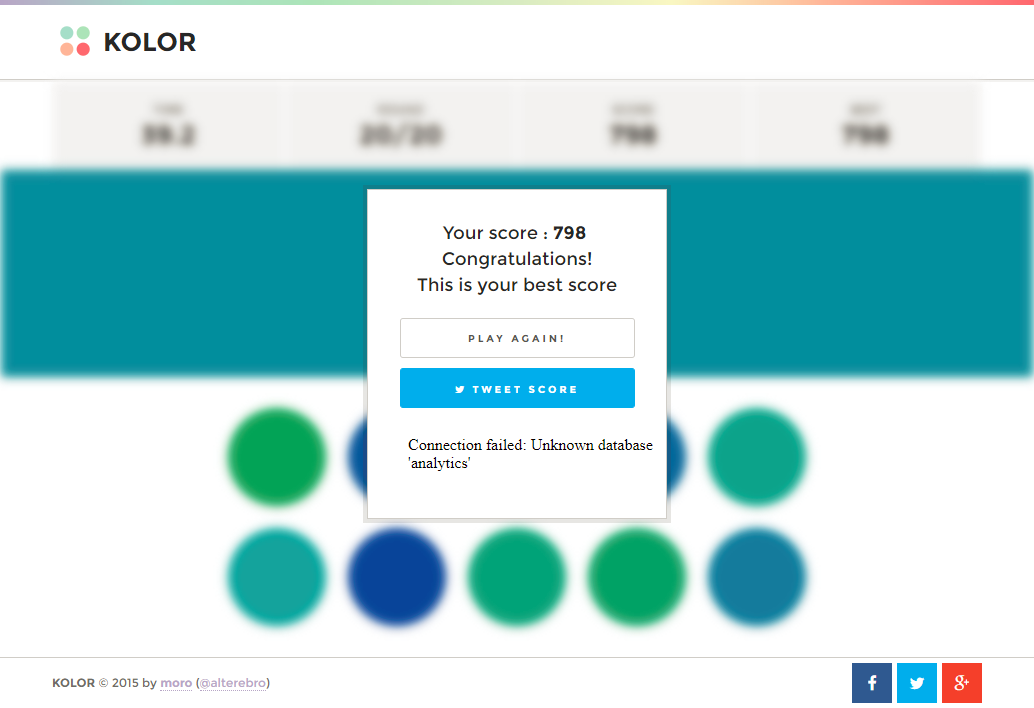 KOLOR
TIME
ROUND
SCORE
BEST
39.2
20/20
798
798
Your score : 798
Congratulations!
This is your best score
PLAY AGAIN!
TWEET SCORE
Connection failed: Unknown database
'analytics'
KOLOR © 2015 by moro (@alterebro)